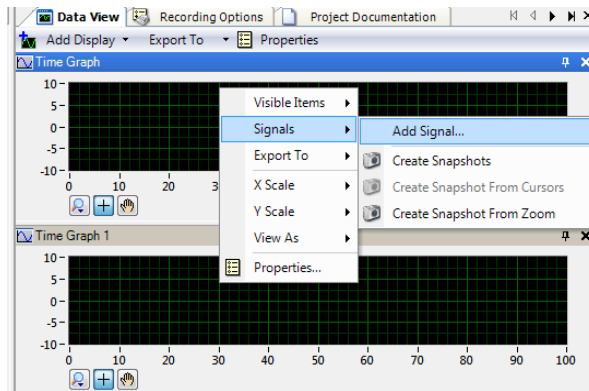 Data View Recording Options Project Documentation
Add Display Export To Properties
Time Graph
10
5
0
-5
-10
0 10 20 3
Visible Items
Signals
Export To
X Scale
Y Scale
View As
Properties...
Add Signal...
Create Snapshots
Create Snapshot From Cursors
Create Snapshot From Zoom
Time Graph 1
10
5
0
-5
-10
0 10 20 30 40 50 60 70 80 90 100